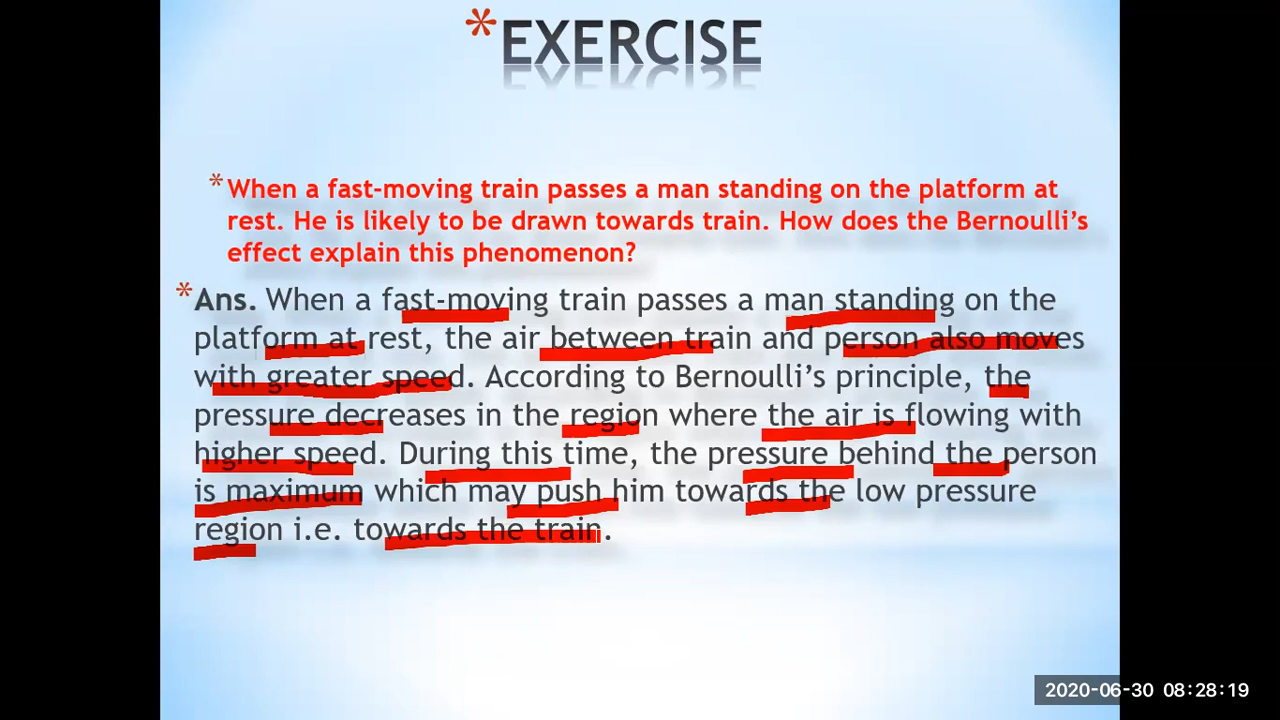 *EXERCISE
*When a fast-moving train passes a man standing on the platform at
rest. He is likely to be drawn towards train. How does the Bernoulli’s
effect explain this phenomenon?
*Ans. When a fast-moving train passes a man standing on the
platform at rest, the air between train and person also moves
with greater speed. According to Bernoulli’s principle, the
pressure decreases in the region where the air is flowing with
higher speed. During this time, the pressure behind the person
is maximum which may push him towards the low pressure
region i.e. towards the train.
2020-06-30 08:28:19